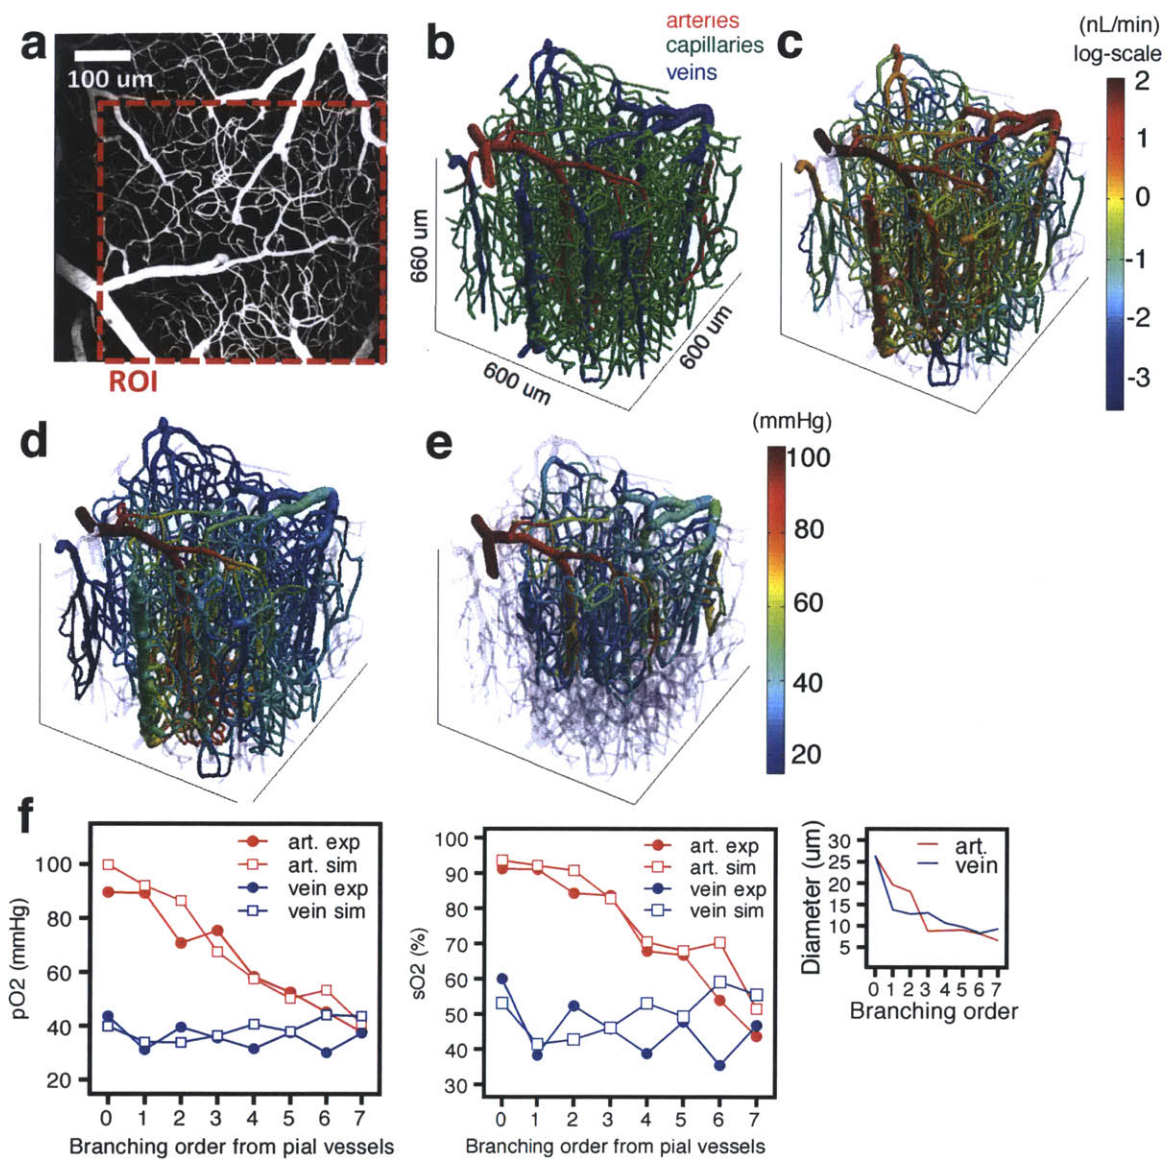 a
100 um
ROI
b
arteries
capillaries
veins
660 um
600 um
600 um
c
(nL/min)
log-scale
2
1
0
-1
-2
-3
d
e
(mmHg)
100
80
60
40
20
f
pO2 (mmHg)
100
80
60
40
20
art. exp
art. sim
vein exp
vein sim
0 1 2 3 4 5 6 7
Branching order from pial vessels
sO2 (%)
100
90
80
70
60
50
40
30
art. exp
art. sim
vein exp
vein sim
0 1 2 3 4 5 6 7
Branching order from pial vessels
Diameter (um)
30
25
20
15
10
5
art.
vein
0 1 2 3 4 5 6 7
Branching order